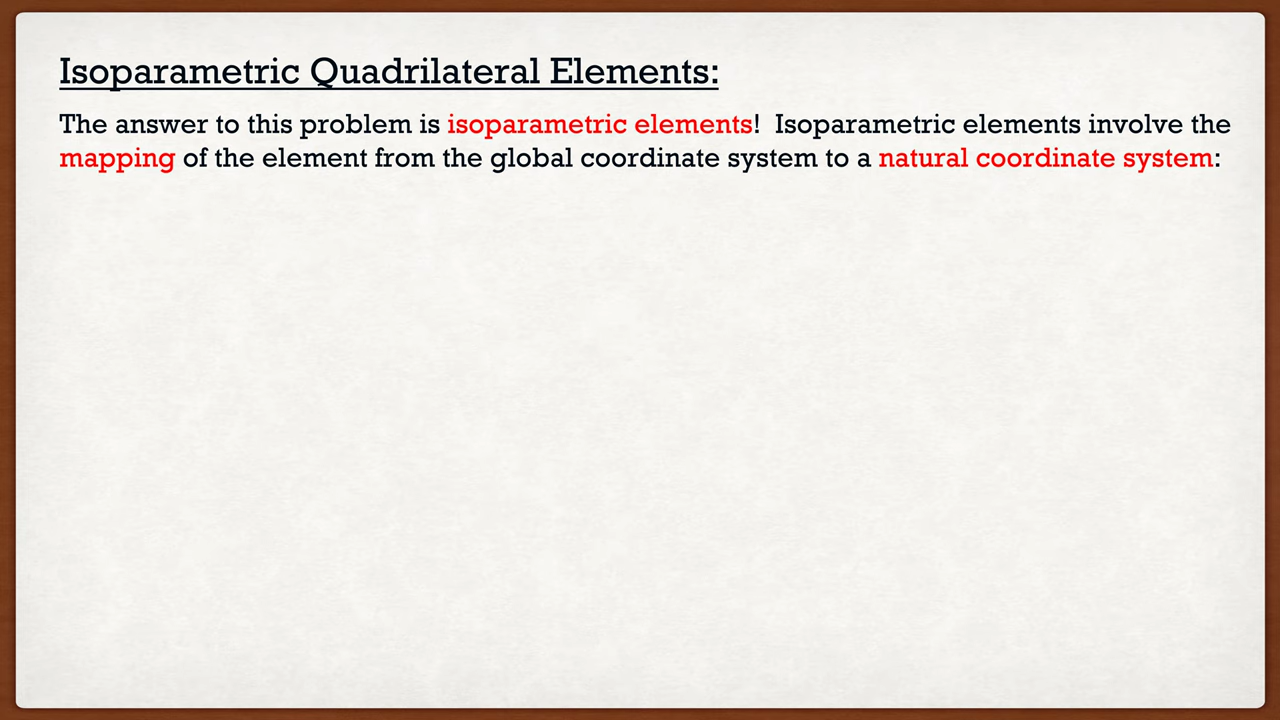 Isoparametric Quadrilateral Elements:
The answer to this problem is isoparametric elements!  Isoparametric elements involve the
mapping of the element from the global coordinate system to a natural coordinate system: